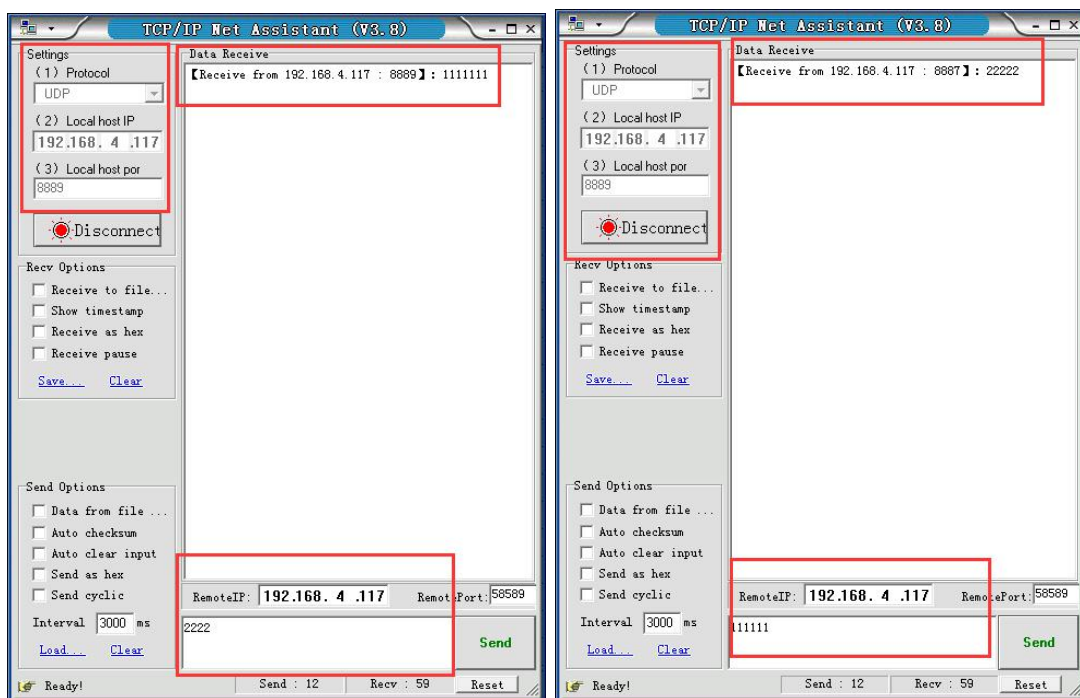 TCP/IP Net Assistant (V3.8)
Settings
(1) Protocol
UDP
(2) Local host IP
192.168. 4 .117
(3) Local host por
8889
Disconnect
Recv Options
Receive to file...
Show timestamp
Receive as hex
Receive pause
Save... Clear
Send Options
Data from file ...
Auto checksum
Auto clear input
Send as hex
Send cyclic
Interval 3000 ms
Load... Clear
Data Receive
【Receive from 192.168.4.117 : 8889】: 1111111
RemoteIP: 192.168. 4 .117 RemotePort: 58589
2222
Send
Ready! Send : 12 Recv : 59 Reset
TCP/IP Net Assistant (V3.8)
Settings
(1) Protocol
UDP
(2) Local host IP
192.168. 4 .117
(3) Local host por
8889
Disconnect
Recv Options
Receive to file...
Show timestamp
Receive as hex
Receive pause
Save... Clear
Send Options
Data from file ...
Auto checksum
Auto clear input
Send as hex
Send cyclic
Interval 3000 ms
Load... Clear
Data Receive
【Receive from 192.168.4.117 : 8887】: 22222
RemoteIP: 192.168. 4 .117 RemotePort: 58589
111111
Send
Ready! Send : 12 Recv : 59 Reset